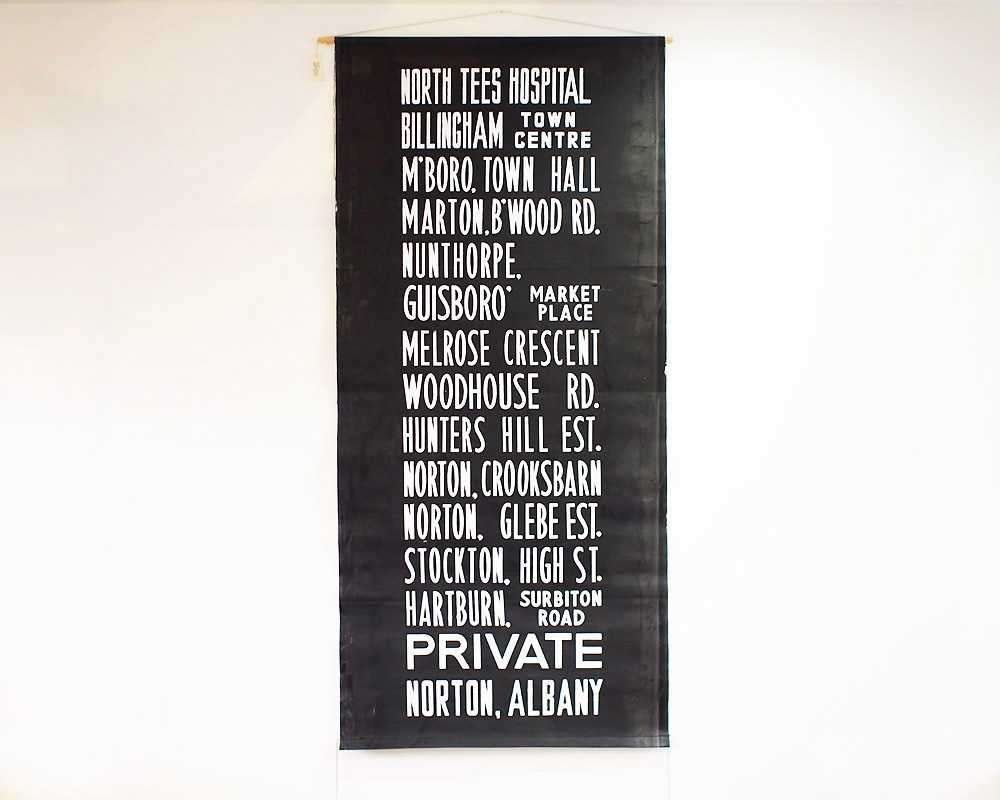 NORTH TEES HOSPITAL
BILLINGHAM TOWN CENTRE
M'BORO. TOWN HALL
MARTON, B'WOOD RD.
NUNTHORPE,
GUISBORO' MARKET PLACE
MELROSE CRESCENT
WOODHOUSE RD.
HUNTERS HILL EST.
NORTON, CROOKSBARN
NORTON, GLEBE EST.
STOCKTON, HIGH ST.
HARTBURN, SURBITON ROAD
PRIVATE
NORTON, ALBANY